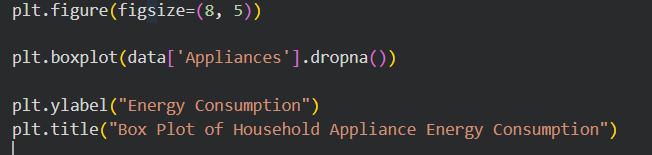 plt.figure(figsize=(8, 5))
plt.boxplot(data['Appliances'].dropna())
plt.ylabel("Energy Consumption")
plt.title("Box Plot of Household Appliance Energy Consumption")